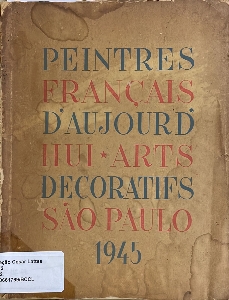 PEINTRES
FRANÇAIS
D'AUJOURD'
HUI ★ ARTS
DECORATIFS
SÃO PAULO
1945